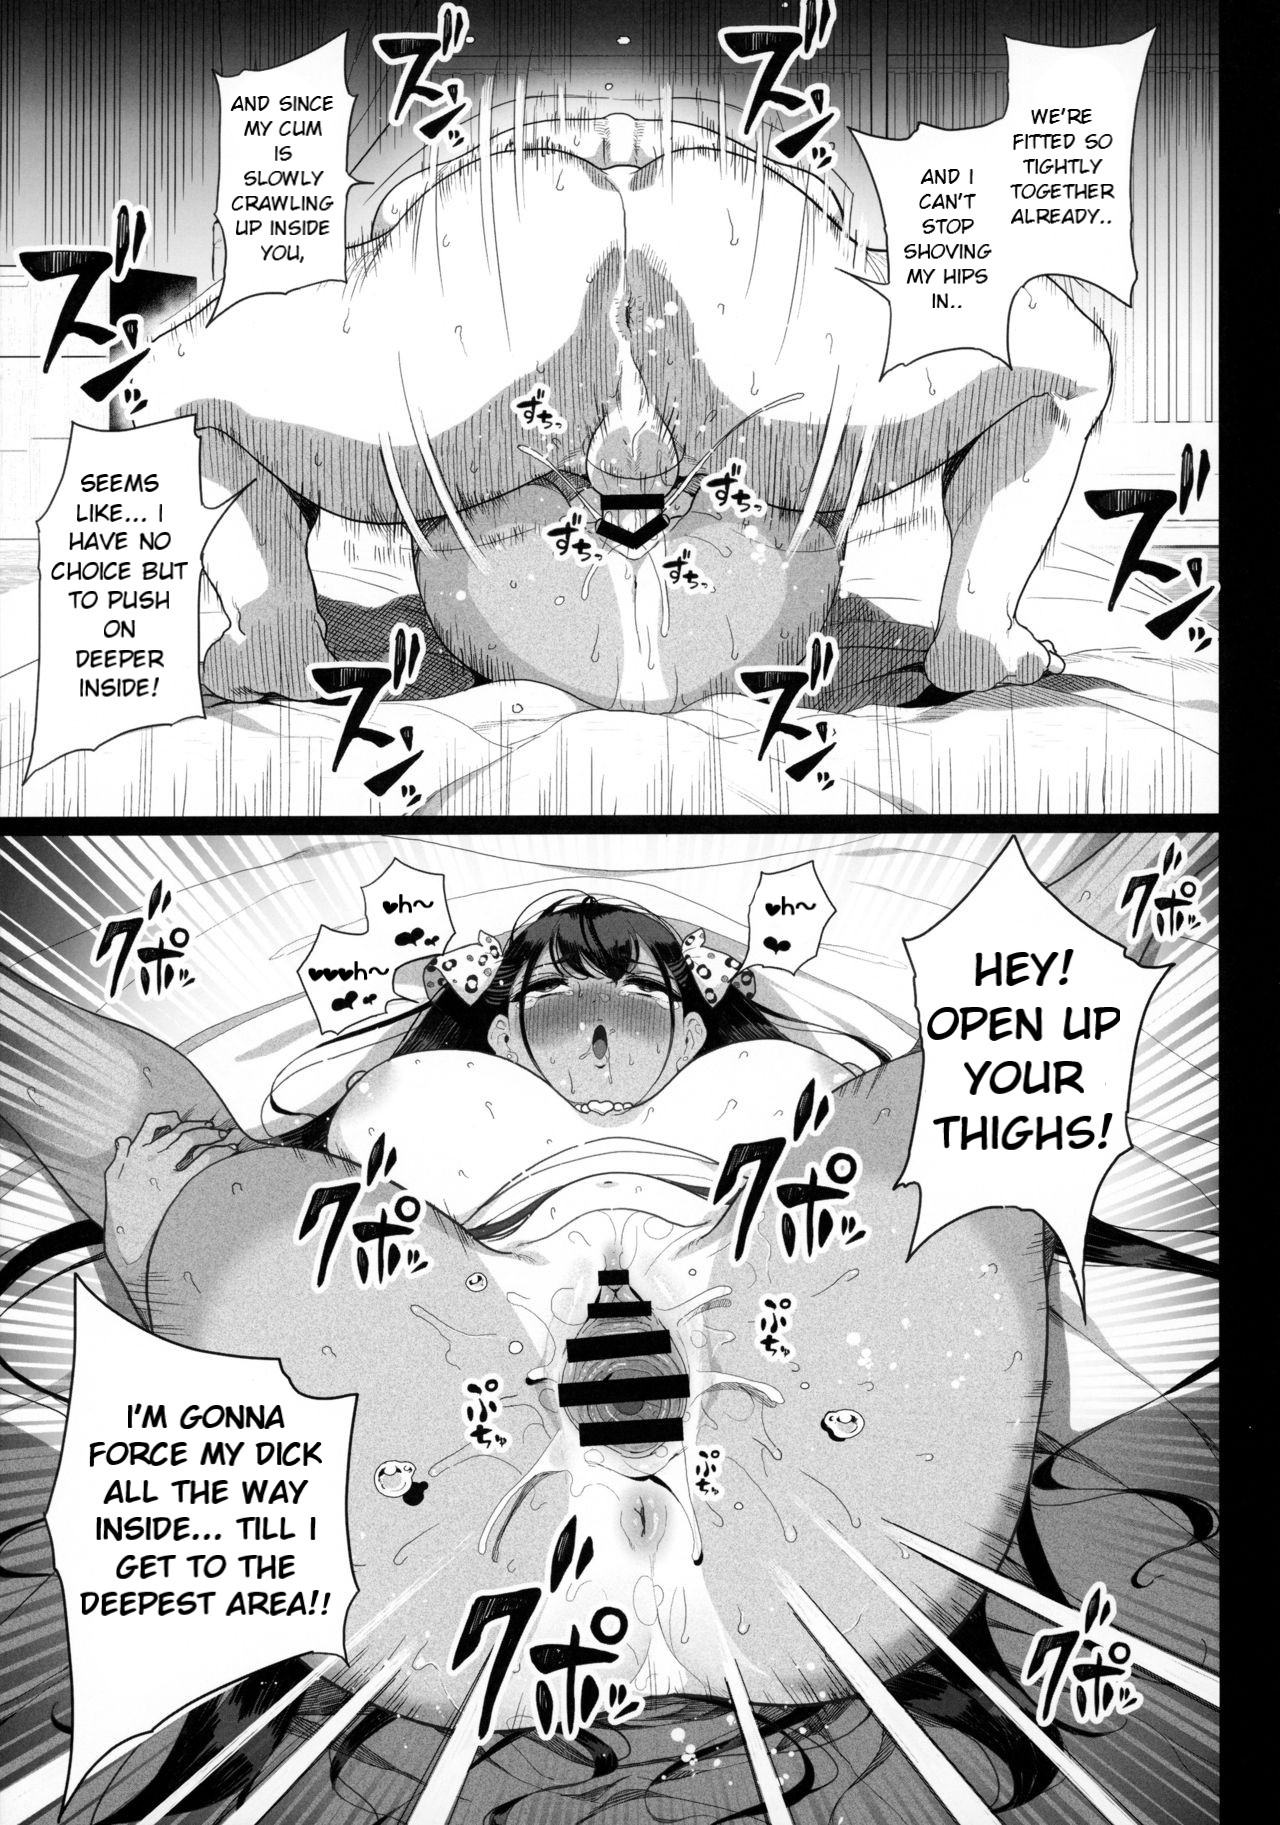 WE'RE
FITTED SO
TIGHTLY
TOGETHER
ALREADY..
AND I
CAN'T
STOP
SHOVING
MY HIPS
IN..
AND SINCE
MY CUM
IS
SLOWLY
CRAWLING
UP INSIDE
YOU,
SEEMS
LIKE... I
HAVE NO
CHOICE BUT
TO PUSH
ON
DEEPER
INSIDE!
ズンッ
ズンッ
ズンッ
ズンッ
ズンッ
ズンッ
ずちっ
ずちっ
ずちっ
ずちっ
HEY!
OPEN UP
YOUR
THIGHS!
♥h~
♥h~
♥♥♥h~
グポッ
グポッ
グポッ
グポッ
グポッ
グポッ
ぷちゅ
ぷちゅ
ぷちゅ
I'M GONNA
FORCE MY DICK
ALL THE WAY
INSIDE... TILL I
GET TO THE
DEEPEST AREA!!